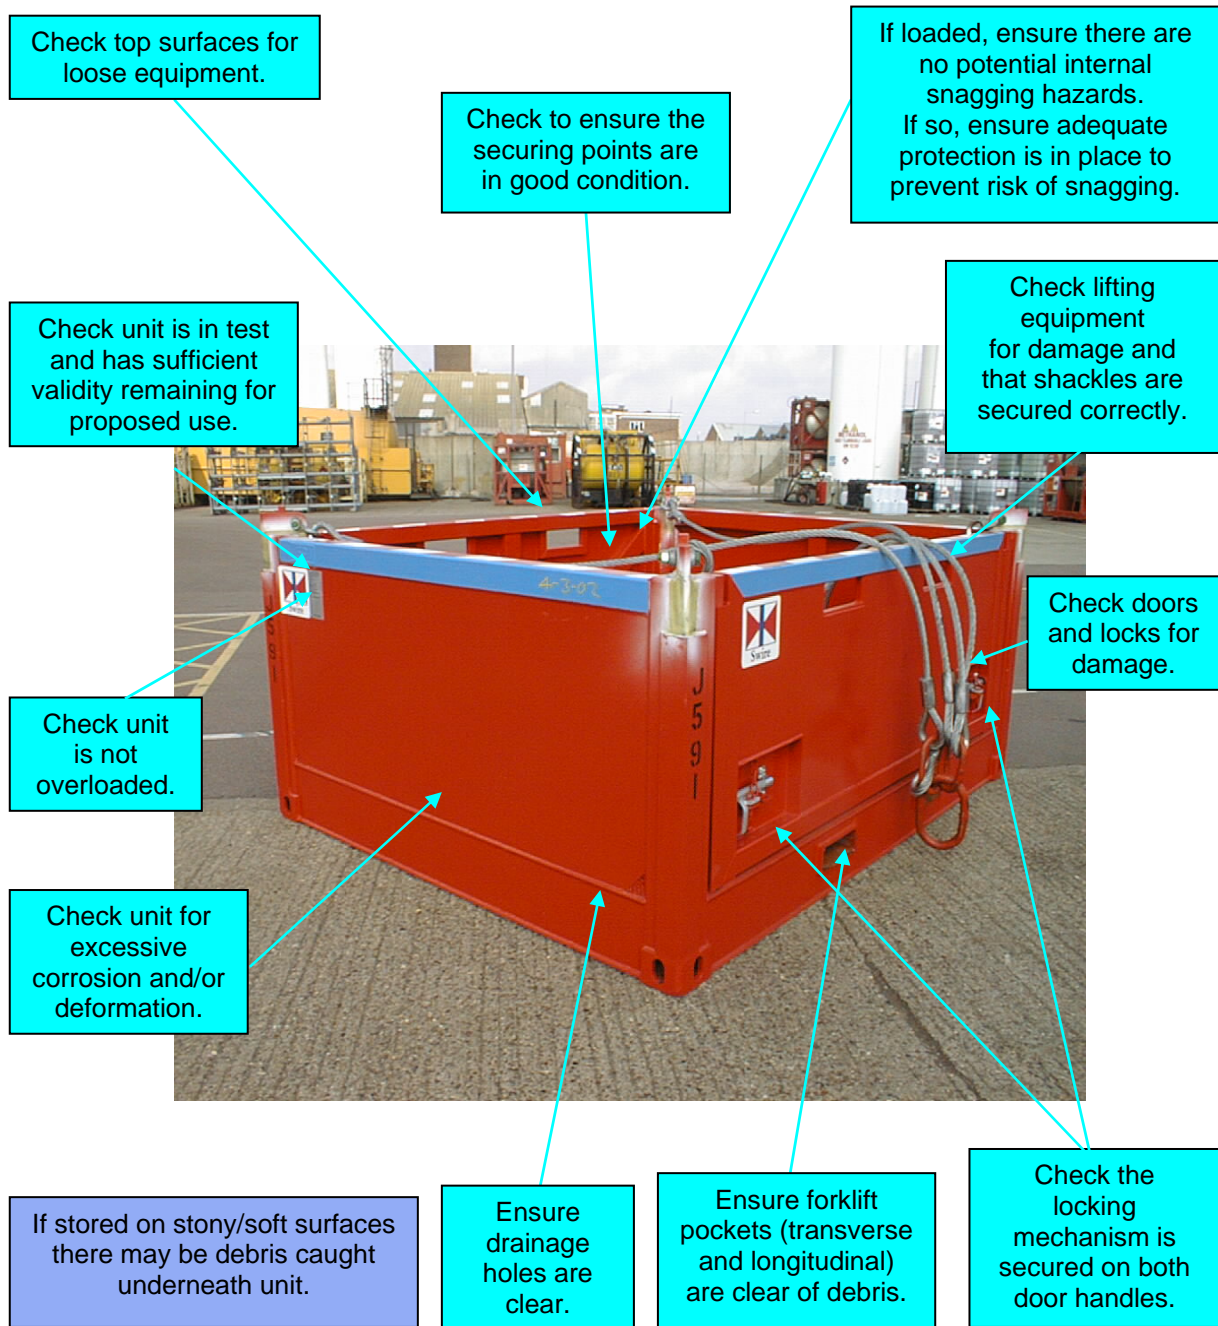 Check top surfaces for
loose equipment.
Check to ensure the
securing points are
in good condition.
If loaded, ensure there are
no potential internal
snagging hazards.
If so, ensure adequate
protection is in place to
prevent risk of snagging.
Check unit is in test
and has sufficient
validity remaining for
proposed use.
Check lifting
equipment
for damage and
that shackles are
secured correctly.
METHANOL
4-3-02
Swire
Swire
J
5
9
1
Check doors
and locks for
damage.
Check unit
is not
overloaded.
Check unit for
excessive
corrosion and/or
deformation.
If stored on stony/soft surfaces
there may be debris caught
underneath unit.
Ensure
drainage
holes are
clear.
Ensure forklift
pockets (transverse
and longitudinal)
are clear of debris.
Check the
locking
mechanism is
secured on both
door handles.